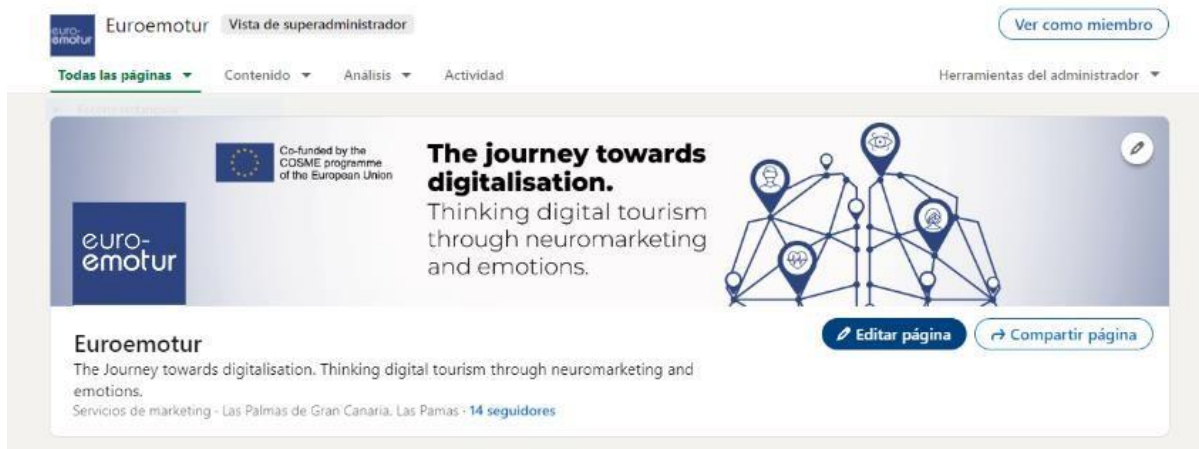 euro-
emotur
Euroemotur Vista de superadministrador
Ver como miembro
Todas las páginas Contenido Análisis Actividad
Herramientas del administrador
Co-funded by the
COSME programme
of the European Union
The journey towards
digitalisation.
Thinking digital tourism
through neuromarketing
and emotions.
euro-
emotur
Editar página
Compartir página
Euroemotur
The Journey towards digitalisation. Thinking digital tourism through neuromarketing and
emotions.
Servicios de marketing · Las Palmas de Gran Canaria, Las Pamas · 14 seguidores